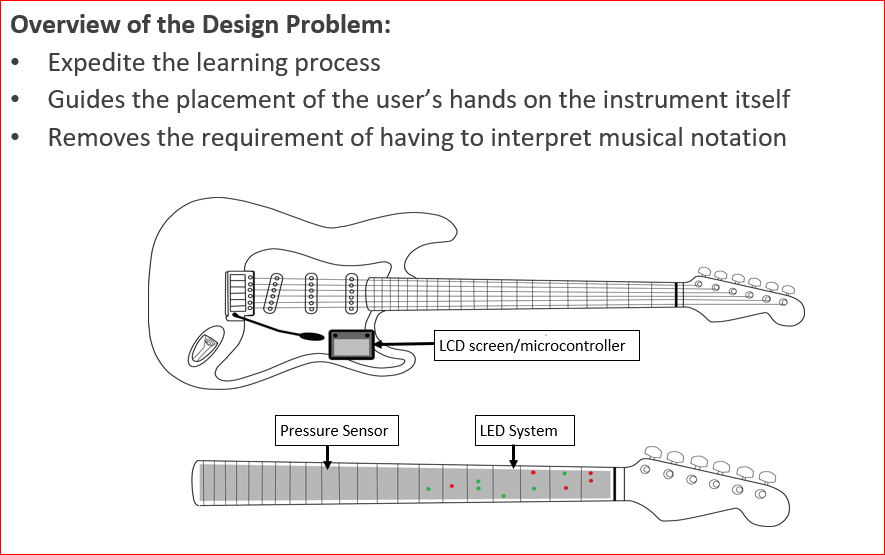 Overview of the Design Problem:
• Expedite the learning process
• Guides the placement of the user’s hands on the instrument itself
• Removes the requirement of having to interpret musical notation
LCD screen/microcontroller
Pressure Sensor
LED System